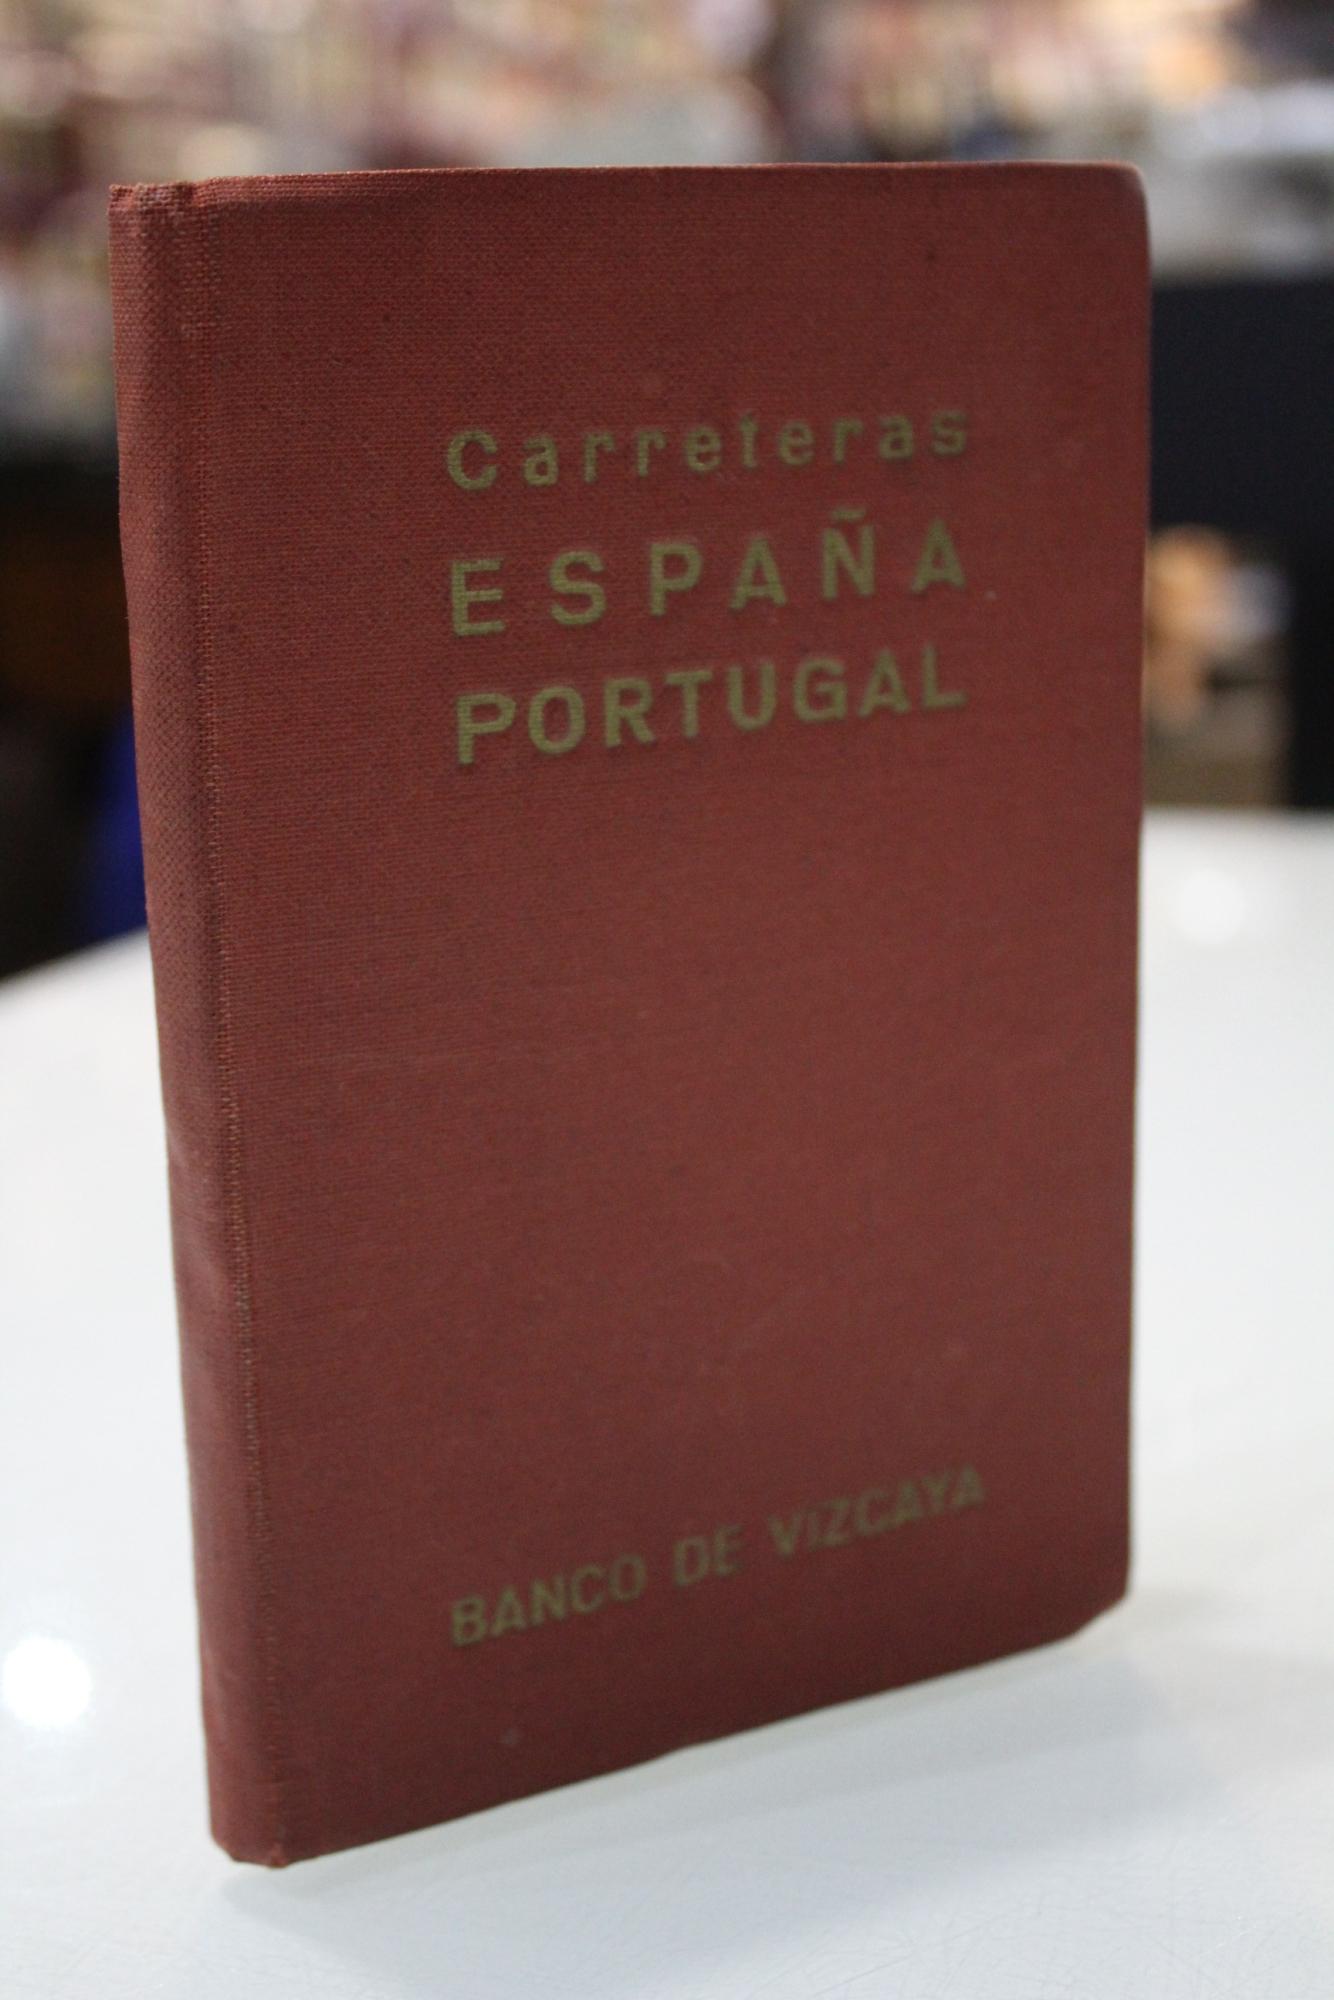 Carreteras
ESPAÑA
PORTUGAL
BANCO DE VIZCAYA